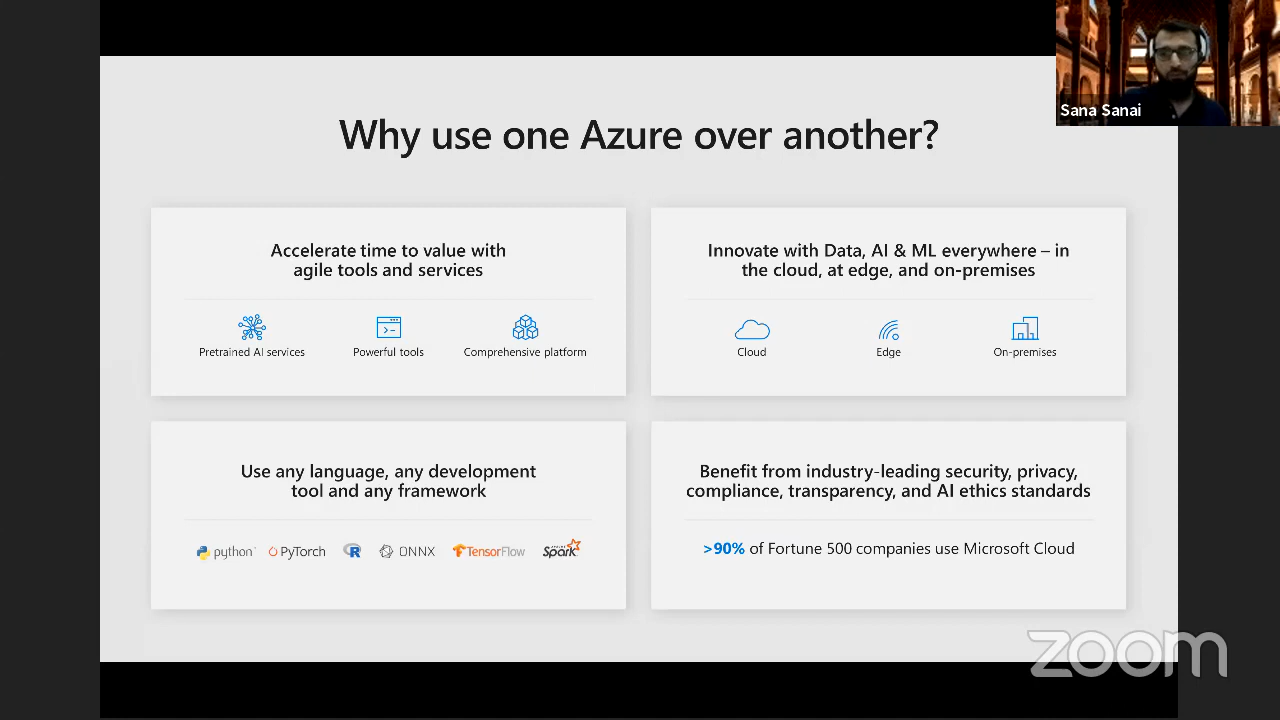 Sana Sanai
Why use one Azure over another?
Accelerate time to value with
agile tools and services
Pretrained AI services
Powerful tools
Comprehensive platform
Innovate with Data, AI & ML everywhere – in
the cloud, at edge, and on-premises
Cloud
Edge
On-premises
Use any language, any development
tool and any framework
python
PyTorch
R
ONNX
TensorFlow
APACHE
Spark
Benefit from industry-leading security, privacy,
compliance, transparency, and AI ethics standards
>90% of Fortune 500 companies use Microsoft Cloud
zoom